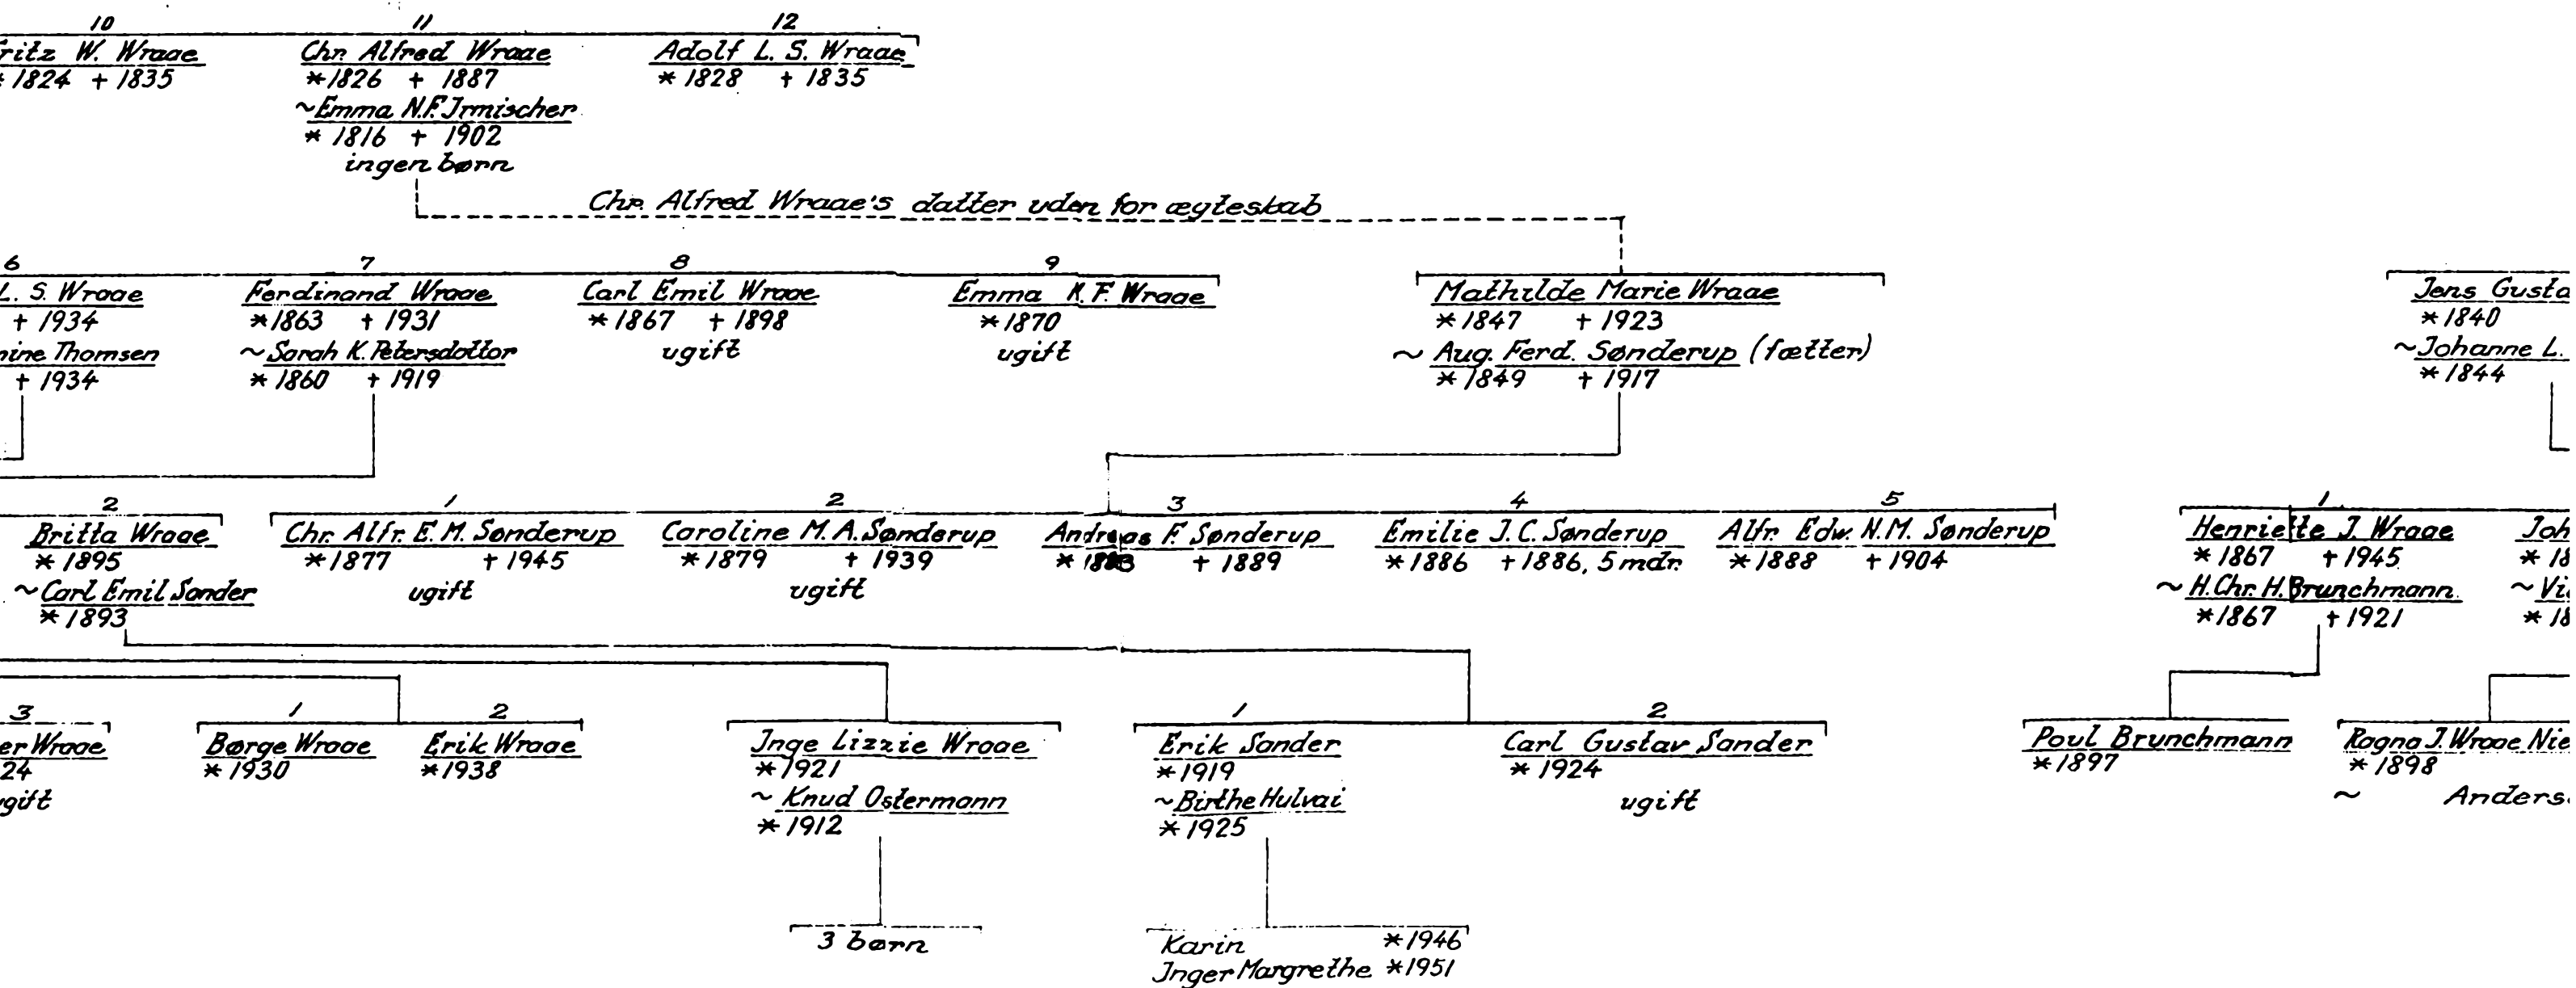 10 11 12
ritz W. Wraae Chr. Alfred Wraae Adolf L. S. Wraae
* 1824 + 1835 * 1826 + 1887 * 1828 + 1835
~ Emma N.F. Irmischer
* 1816 + 1902
ingen børn
Chr. Alfred Wraae's datter uden for ægteskab
6 7 8 9
L. S. Wraae Ferdinand Wraae Carl Emil Wraae Emma K. F. Wraae Mathilde Marie Wraae Jens Gusta
+ 1934 * 1863 + 1931 * 1867 + 1898 * 1870 * 1847 + 1923 * 1840
nine Thomsen ~ Sarah K. Petersdottor ugift ugift ~ Aug. Ferd. Sønderup (fætter) ~ Johanne L.
+ 1934 * 1860 + 1919 * 1849 + 1917 * 1844
2 1 2 3 4 5 1
Britta Wraae Chr. Alfr. E. M. Sønderup Caroline M. A. Sønderup Andreas F. Sønderup Emilie J. C. Sønderup Alfr. Edw. N. M. Sønderup Henriette J. Wraae Joh
* 1895 * 1877 + 1945 * 1879 + 1939 * 1883 + 1889 * 1886 + 1886, 5 mdr. * 1888 + 1904 * 1867 + 1945 * 18
~ Carl Emil Sander ugift ugift ~ H. Chr. H. Brunchmann ~ Vi
* 1893 * 1867 + 1921 * 18
3 1 2 1 2
er Wraae Børge Wraae Erik Wraae Inge Lizzie Wraae Erik Sander Carl Gustav Sander Poul Brunchmann Ragna J. Wraae Nie
24 * 1930 * 1938 * 1921 * 1919 * 1924 * 1897 * 1898
ugift ~ Knud Ostermann ~ Birthe Hulvai ugift ~ Anders
* 1912 * 1925
3 børn Karin * 1946
Inger Margrethe * 1951